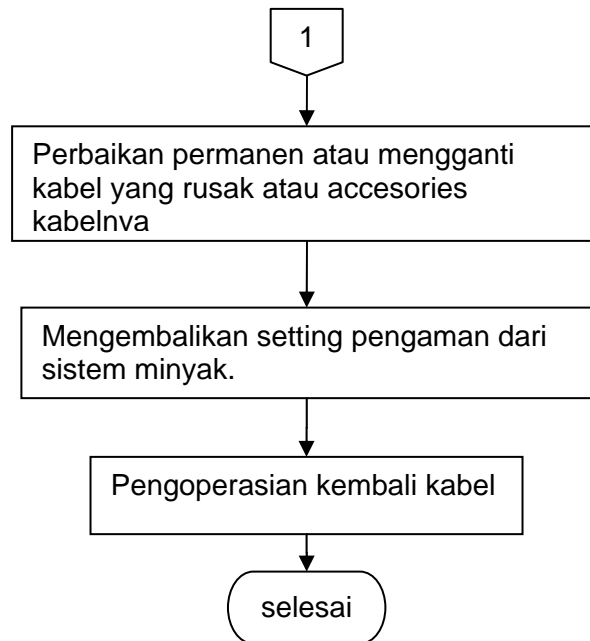 1
Perbaikan permanen atau mengganti
kabel yang rusak atau accesories
kabelnya
Mengembalikan setting pengaman dari
sistem minyak.
Pengoperasian kembali kabel
selesai